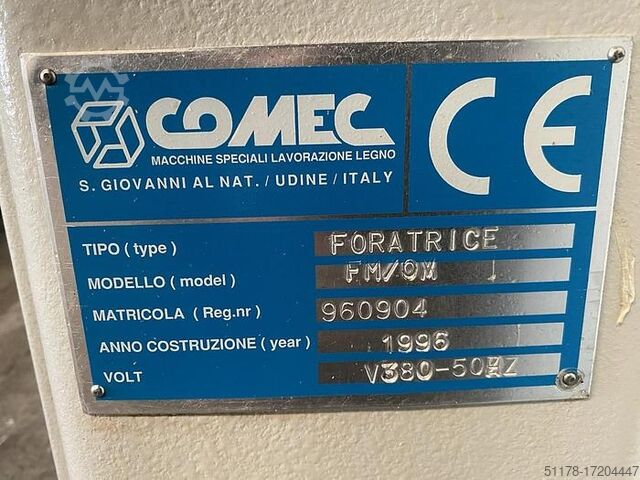 COMEC
MACCHINE SPECIALI LAVORAZIONE LEGNO
S. GIOVANNI AL NAT. / UDINE / ITALY
CE
TIPO ( type ) FORATRICE
MODELLO ( model ) FM/OM
MATRICOLA ( Reg.nr ) 960904
ANNO COSTRUZIONE ( year ) 1996
VOLT V380-50HZ
51178-17204447